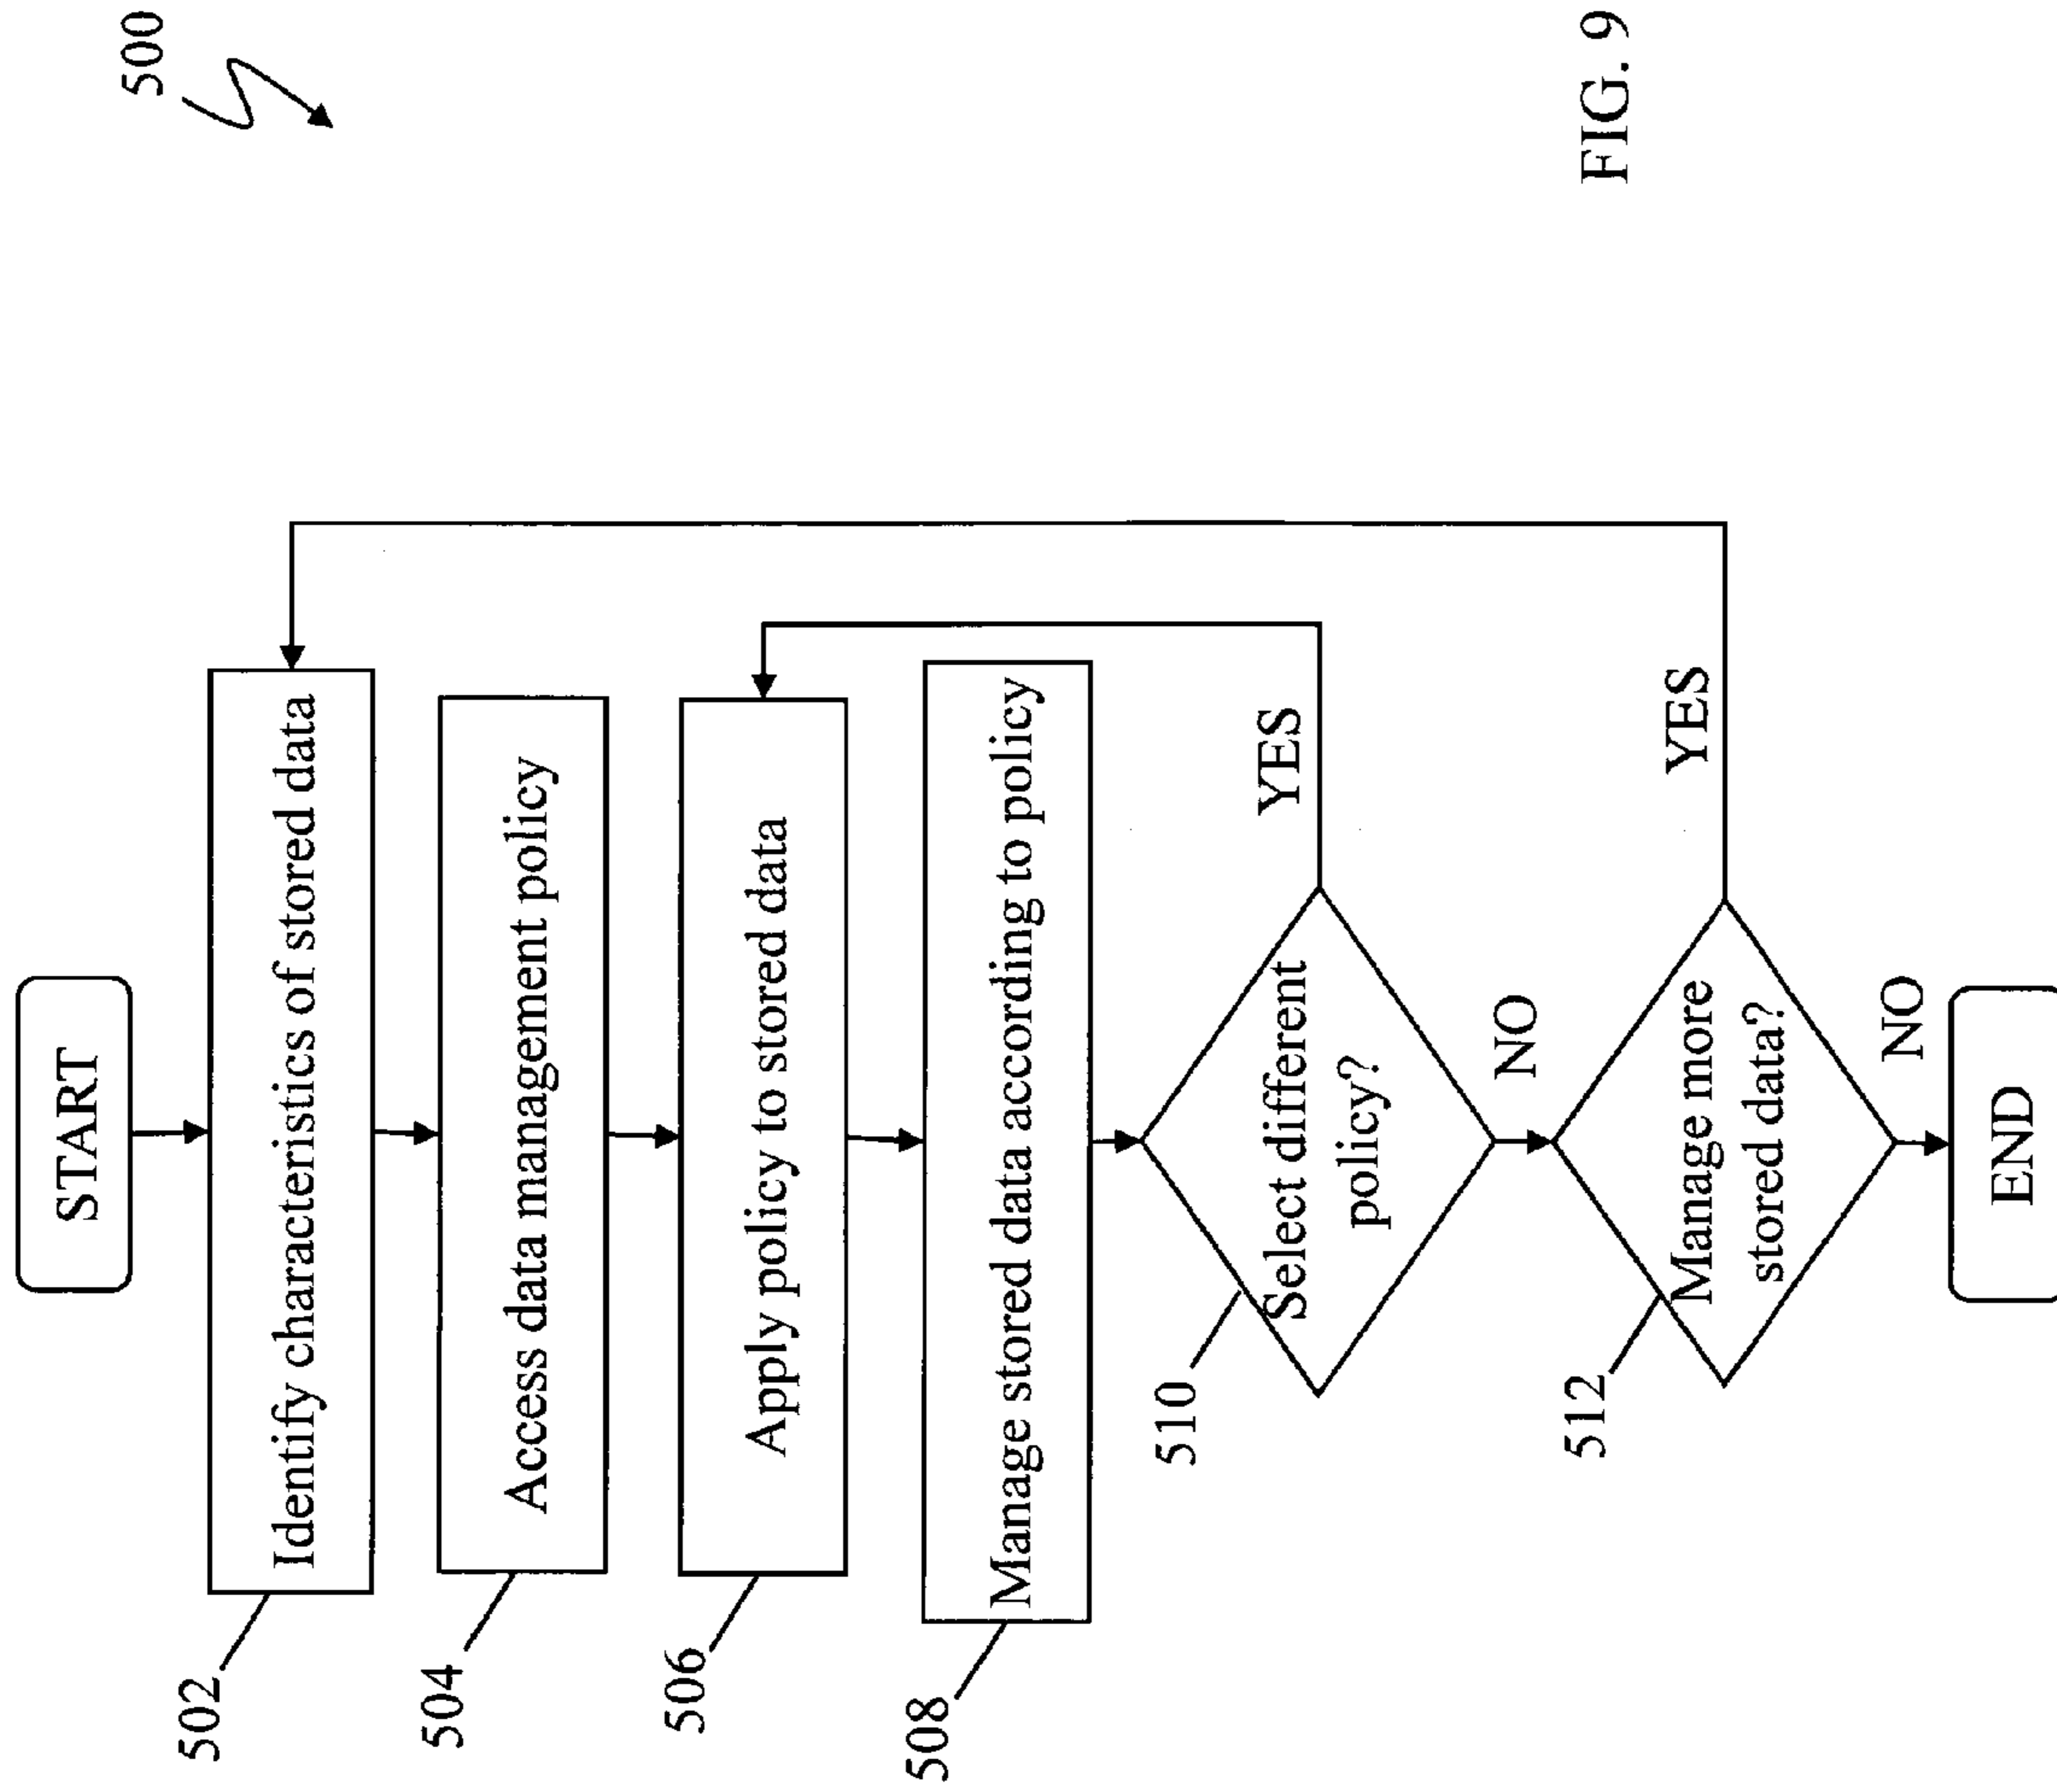 500
START
502
Identify characteristics of stored data
504
Access data management policy
506
Apply policy to stored data
508
Manage stored data according to policy
510
Select different
policy?
YES
NO
512
Manage more
stored data?
YES
NO
END
FIG. 9